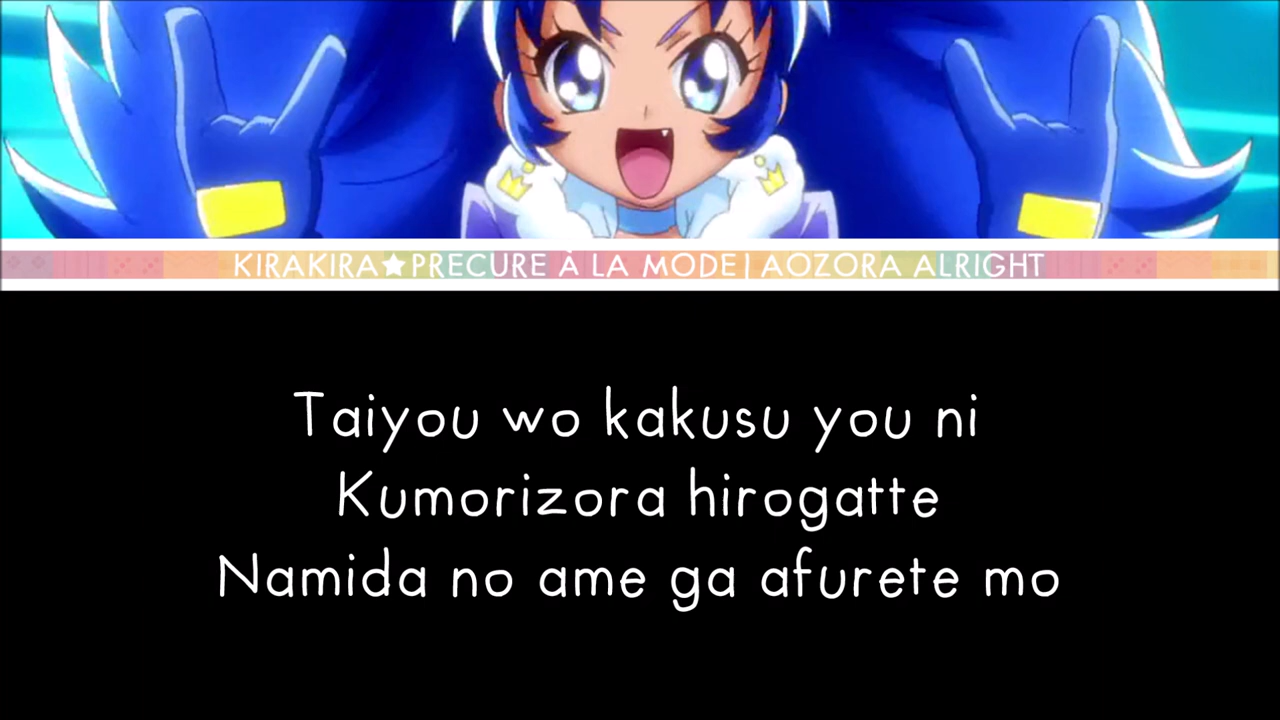 KIRAKIRA★PRECURE À LA MODE| AOZORA ALRIGHT
Taiyou wo kakusu you ni
Kumorizora hirogatte
Namida no ame ga afurete mo